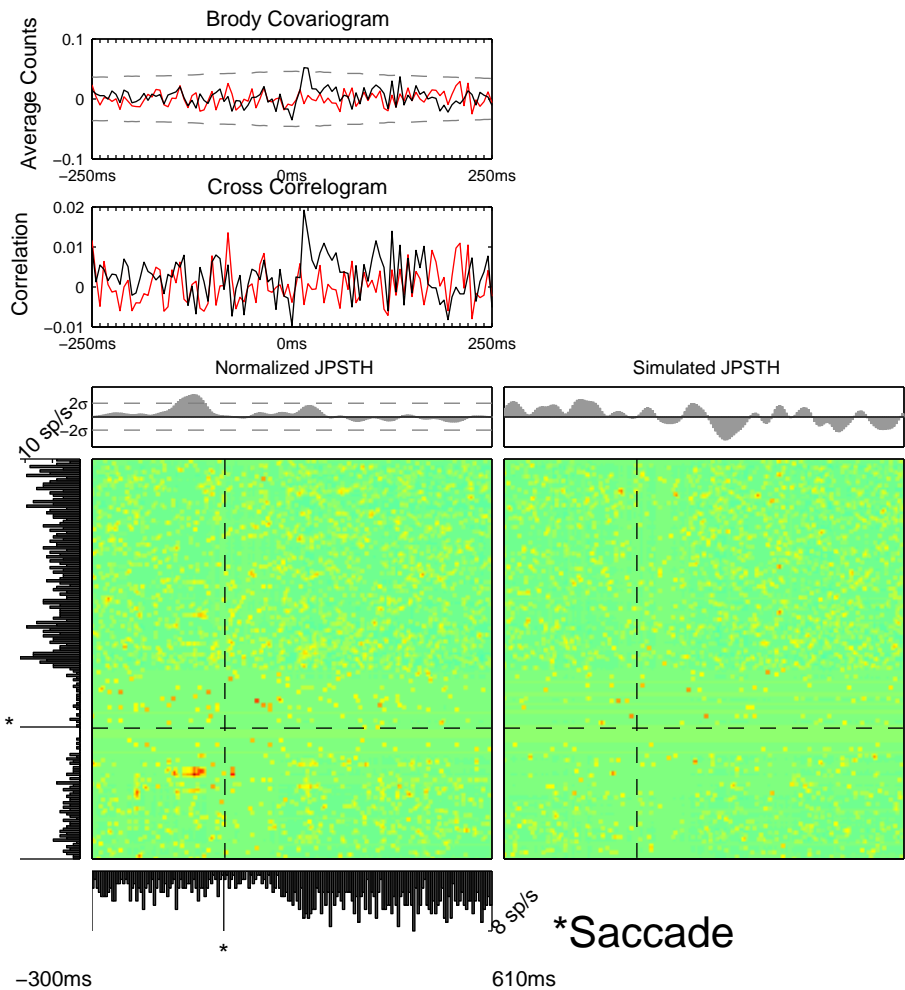 Brody Covariogram
Average Counts
0.1
0
−0.1
−250ms
0ms
250ms
Cross Correlogram
Correlation
0.02
0.01
0
−0.01
−250ms
0ms
250ms
Normalized JPSTH
Simulated JPSTH
2σ
−2σ
10 sp/s
*
8 sp/s
*
*Saccade
−300ms
610ms